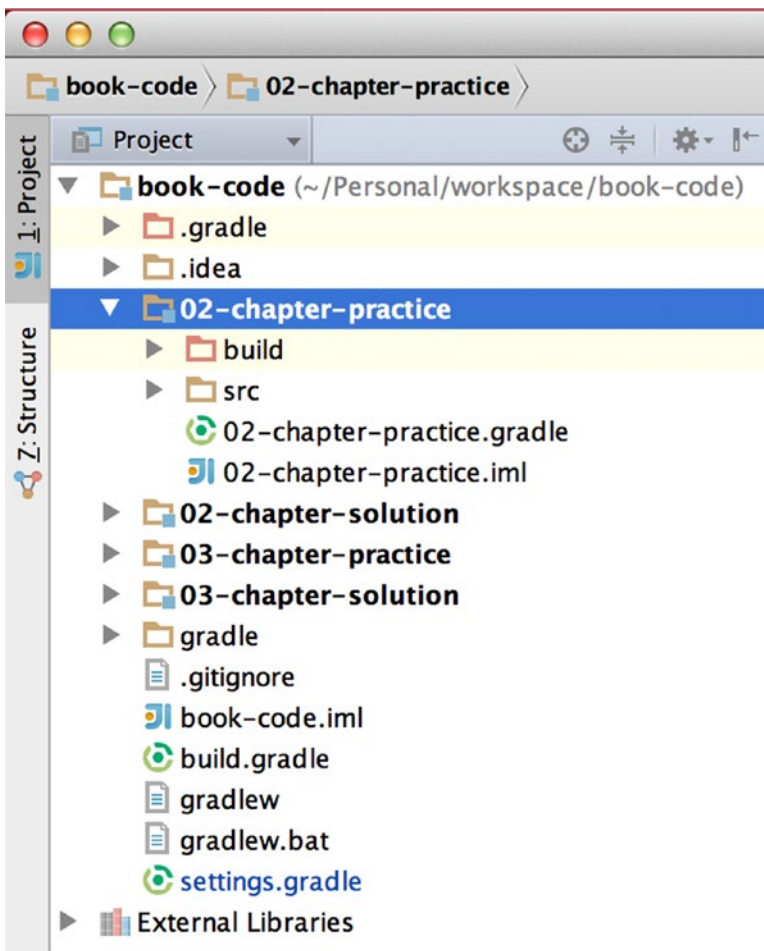 book-code 02-chapter-practice
1: Project
Z: Structure
Project
book-code (~/Personal/workspace/book-code)
.gradle
.idea
02-chapter-practice
build
src
02-chapter-practice.gradle
02-chapter-practice.iml
02-chapter-solution
03-chapter-practice
03-chapter-solution
gradle
.gitignore
book-code.iml
build.gradle
gradlew
gradlew.bat
settings.gradle
External Libraries